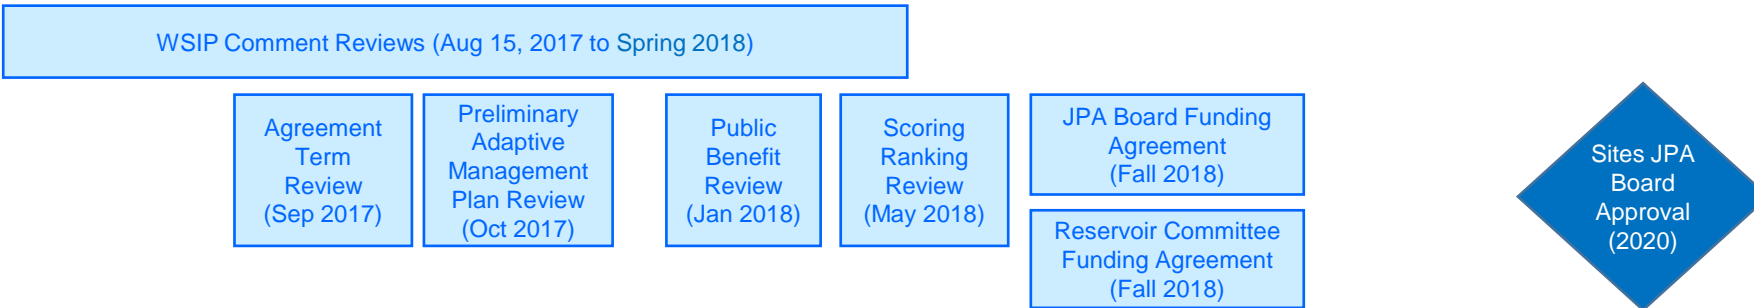 WSIP Comment Reviews (Aug 15, 2017 to Spring 2018)
Agreement
Term
Review
(Sep 2017)
Preliminary
Adaptive
Management
Plan Review
(Oct 2017)
Public
Benefit
Review
(Jan 2018)
Scoring
Ranking
Review
(May 2018)
JPA Board Funding
Agreement
(Fall 2018)
Reservoir Committee
Funding Agreement
(Fall 2018)
Sites JPA
Board
Approval
(2020)